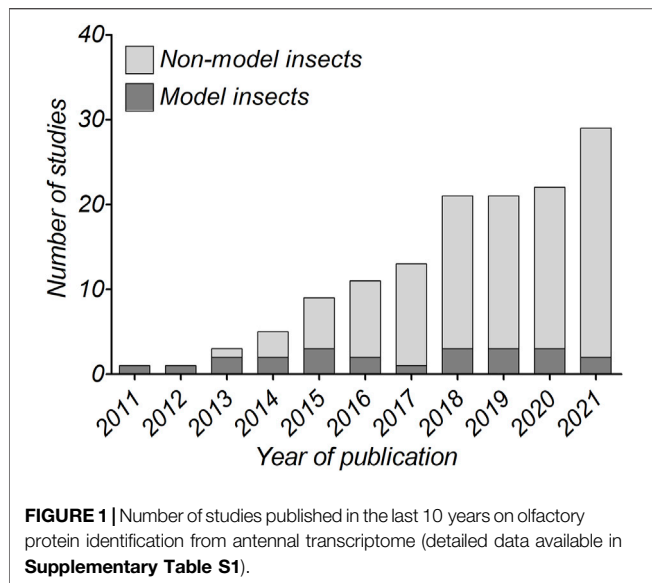 40
30
20
10
0
Number of studies
Non-model insects
Model insects
2011
2012
2013
2014
2015
2016
2017
2018
2019
2020
2021
Year of publication
FIGURE 1 | Number of studies published in the last 10 years on olfactory
protein identification from antennal transcriptome (detailed data available in
Supplementary Table S1).